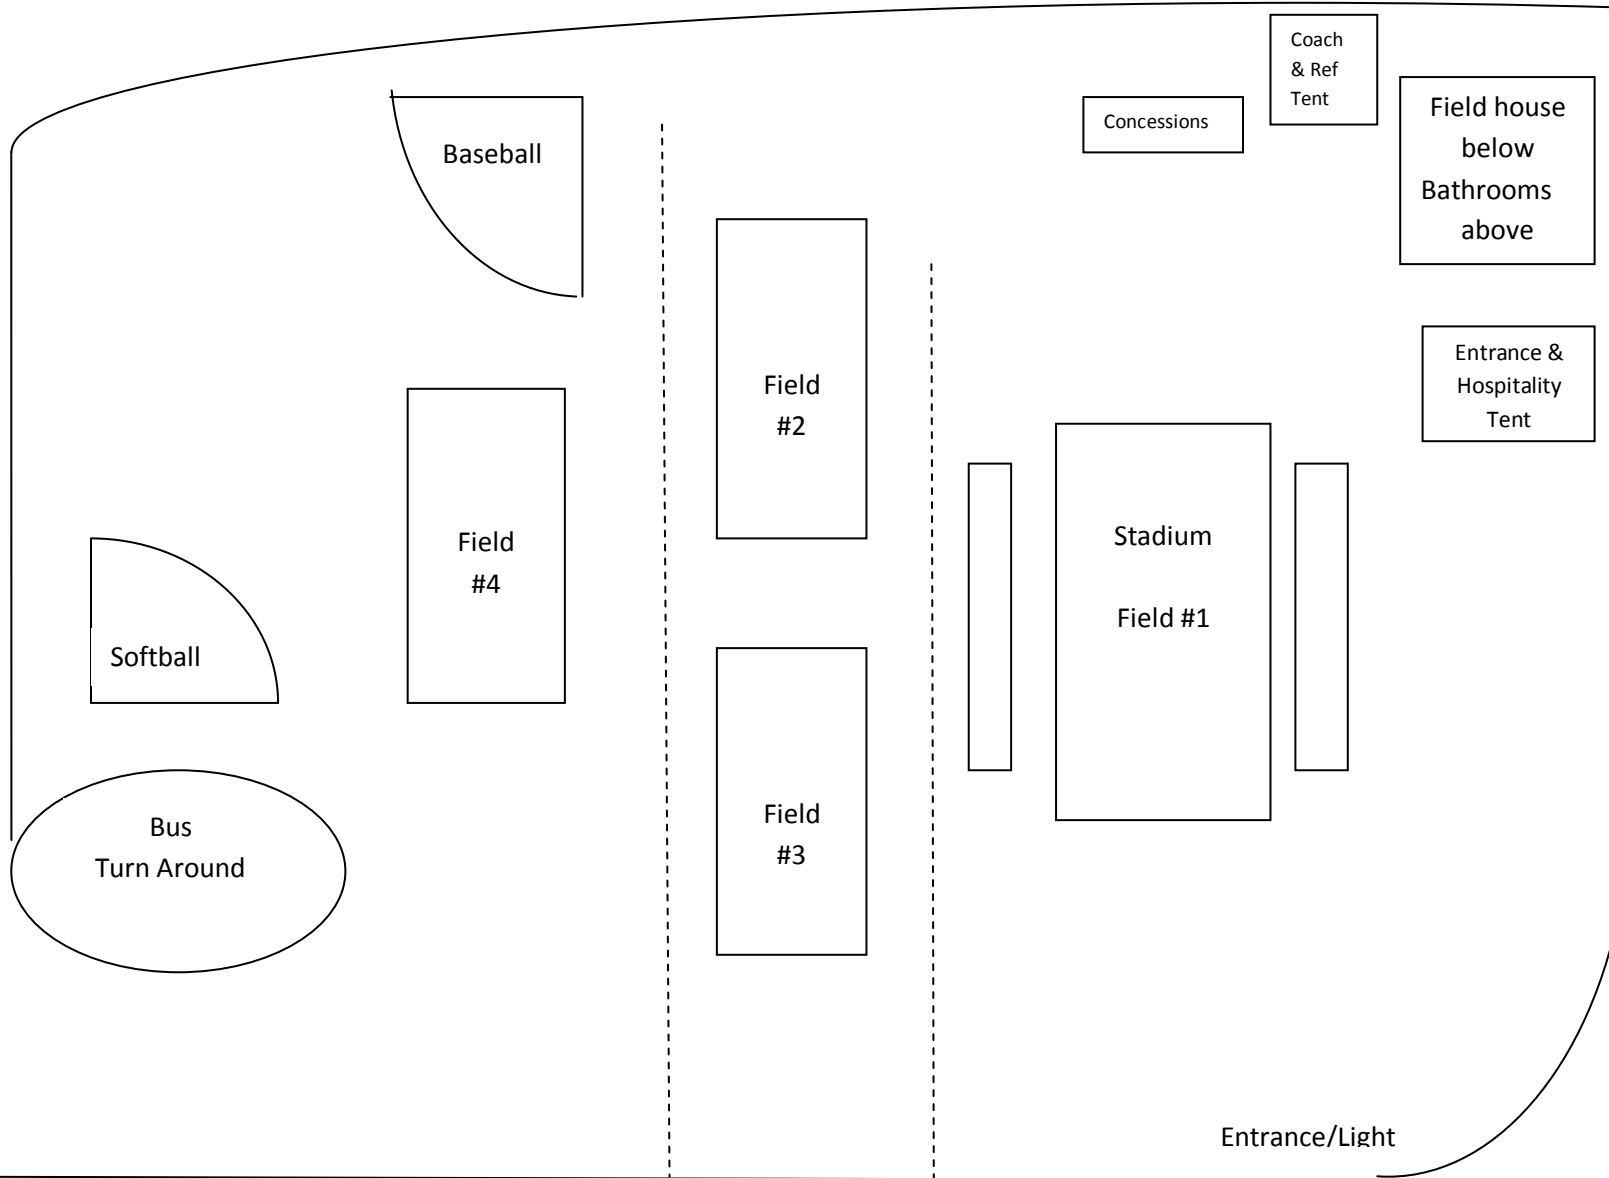 Coach
& Ref
Tent
Concessions
Field house
below
Bathrooms
above
Baseball
Entrance &
Hospitality
Tent
Field
#2
Stadium
Field #1
Field
#4
Softball
Field
#3
Bus
Turn Around
Entrance/Light